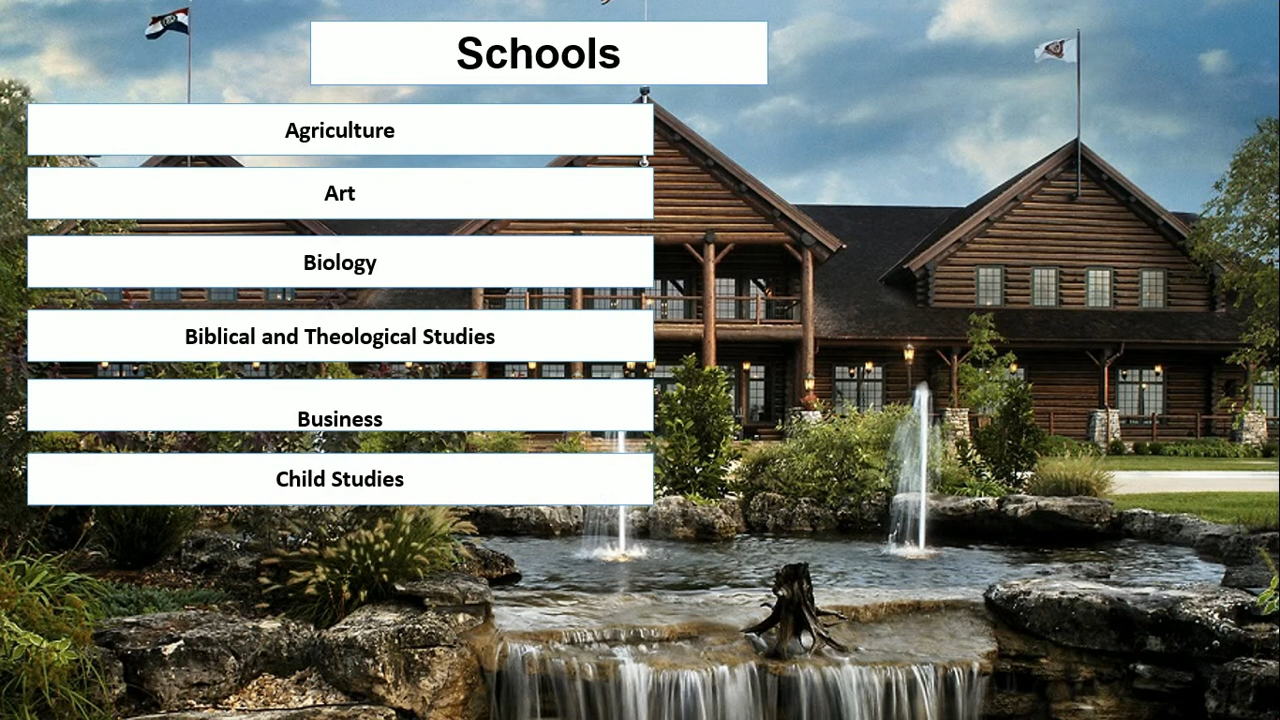 Schools
Agriculture
Art
Biology
Biblical and Theological Studies
Business
Child Studies